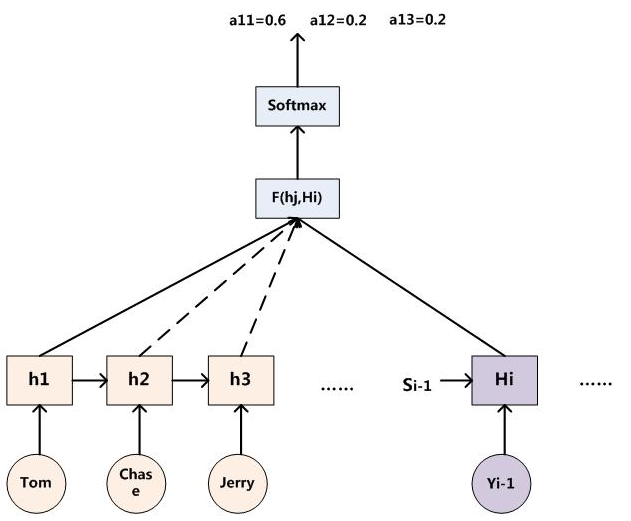 a11=0.6 a12=0.2 a13=0.2
Softmax
F(hj,Hi)
h1 h2 h3 ...... Si-1 Hi ......
Tom
Chas
e
Jerry
Yi-1